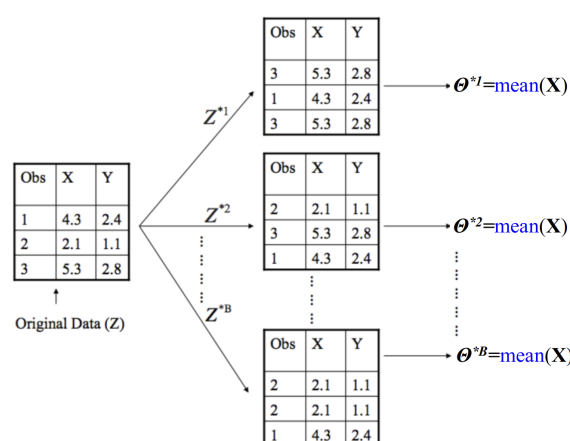 Obs X Y
3 5.3 2.8
1 4.3 2.4
3 5.3 2.8
Θ*1=mean(X)
Z*1
Obs X Y
1 4.3 2.4
2 2.1 1.1
3 5.3 2.8
Original Data (Z)
Z*2
Obs X Y
2 2.1 1.1
3 5.3 2.8
1 4.3 2.4
Θ*2=mean(X)
Z*B
Obs X Y
2 2.1 1.1
2 2.1 1.1
1 4.3 2.4
Θ*B=mean(X)